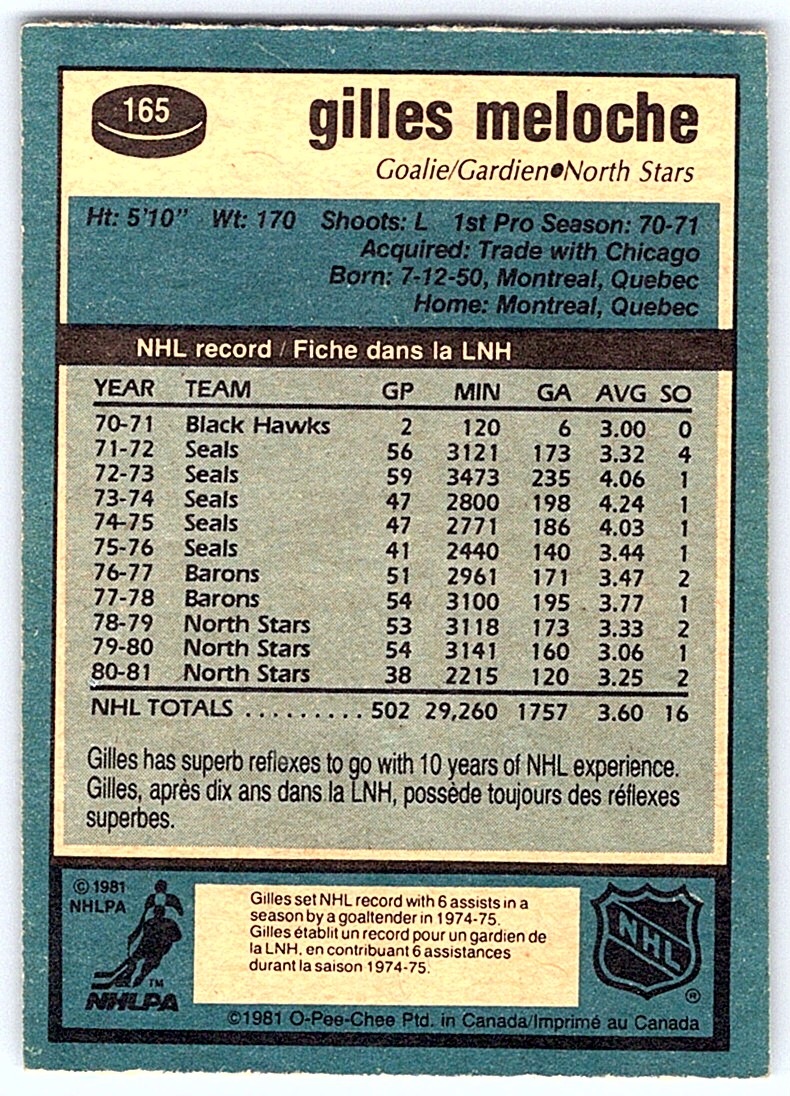 165
gilles meloche
Goalie/Gardien●North Stars
Ht: 5'10" Wt: 170 Shoots: L 1st Pro Season: 70-71
Acquired: Trade with Chicago
Born: 7-12-50, Montreal, Quebec
Home: Montreal, Quebec
NHL record / Fiche dans la LNH
YEAR TEAM GP MIN GA AVG SO
70-71 Black Hawks 2 120 6 3.00 0
71-72 Seals 56 3121 173 3.32 4
72-73 Seals 59 3473 235 4.06 1
73-74 Seals 47 2800 198 4.24 1
74-75 Seals 47 2771 186 4.03 1
75-76 Seals 41 2440 140 3.44 1
76-77 Barons 51 2961 171 3.47 2
77-78 Barons 54 3100 195 3.77 1
78-79 North Stars 53 3118 173 3.33 2
79-80 North Stars 54 3141 160 3.06 1
80-81 North Stars 38 2215 120 3.25 2
NHL TOTALS ......... 502 29,260 1757 3.60 16
Gilles has superb reflexes to go with 10 years of NHL experience.
Gilles, après dix ans dans la LNH, possède toujours des réflexes
superbes.
©1981
NHLPA
TM
NHLPA
Gilles set NHL record with 6 assists in a
season by a goaltender in 1974-75.
Gilles établit un record pour un gardien de
la LNH, en contribuant 6 assistances
durant la saison 1974-75.
NHL
®
©1981 O-Pee-Chee Ptd. in Canada/Imprimé au Canada